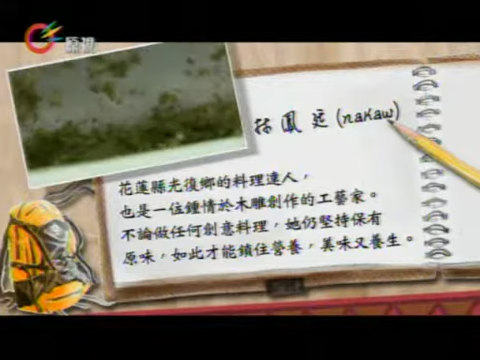 原視
林鳳廷(nakaw)
花蓮縣光復鄉的料理達人，
也是一位鍾情於木雕創作的工藝家。
不論做任何創意料理，她仍堅持保有
原味，如此才能鎖住營養，美味又養生。